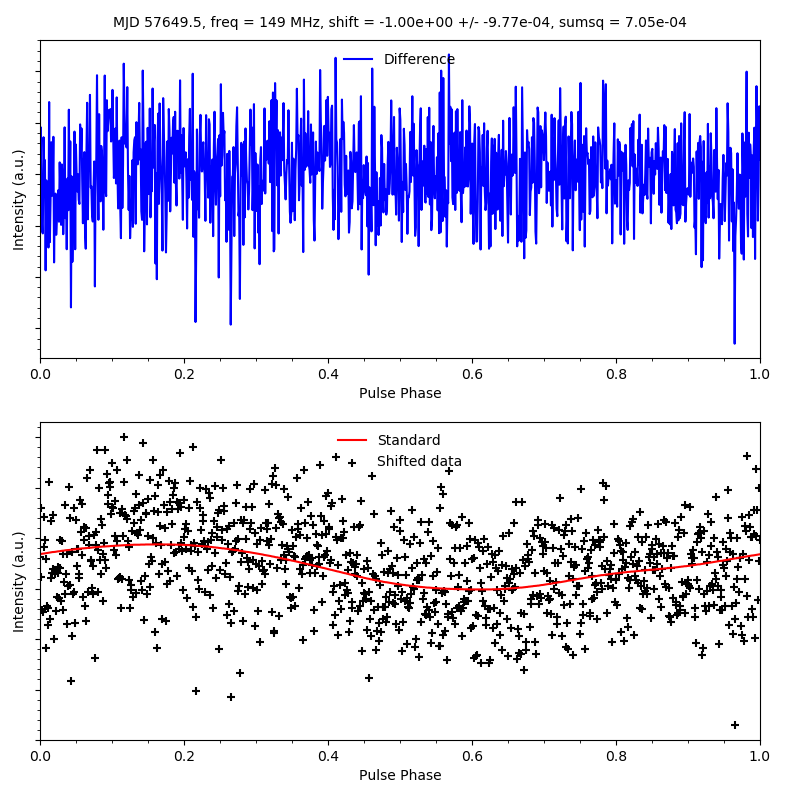 MJD 57649.5, freq = 149 MHz, shift = -1.00e+00 +/- -9.77e-04, sumsq = 7.05e-04
Difference
Intensity (a.u.)
0.0 0.2 0.4 0.6 0.8 1.0
Pulse Phase
Standard
Shifted data
Intensity (a.u.)
0.0 0.2 0.4 0.6 0.8 1.0
Pulse Phase